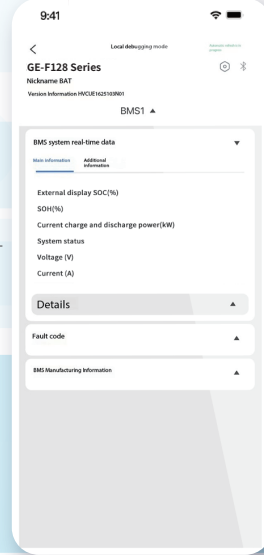 9:41
Local debugging mode
GE-F128 Series
Nickname BAT
Version Information HVCUE1625103N01
BMS1 ▲
BMS system real-time data ▼
Main information
Additional
information
External display SOC(%)
SOH(%)
Current charge and discharge power(kW)
System status
Voltage (V)
Current (A)
Details ▲
Fault code ▲
BMS Manufacturing Information ▲